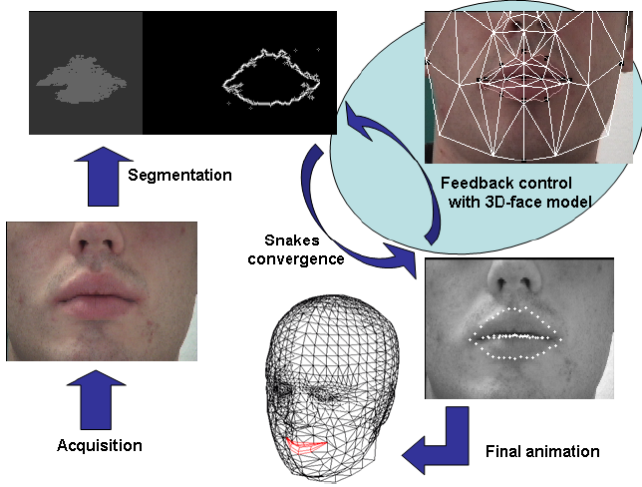 Segmentation
Feedback control
with 3D-face model
Snakes
convergence
Acquisition
Final animation